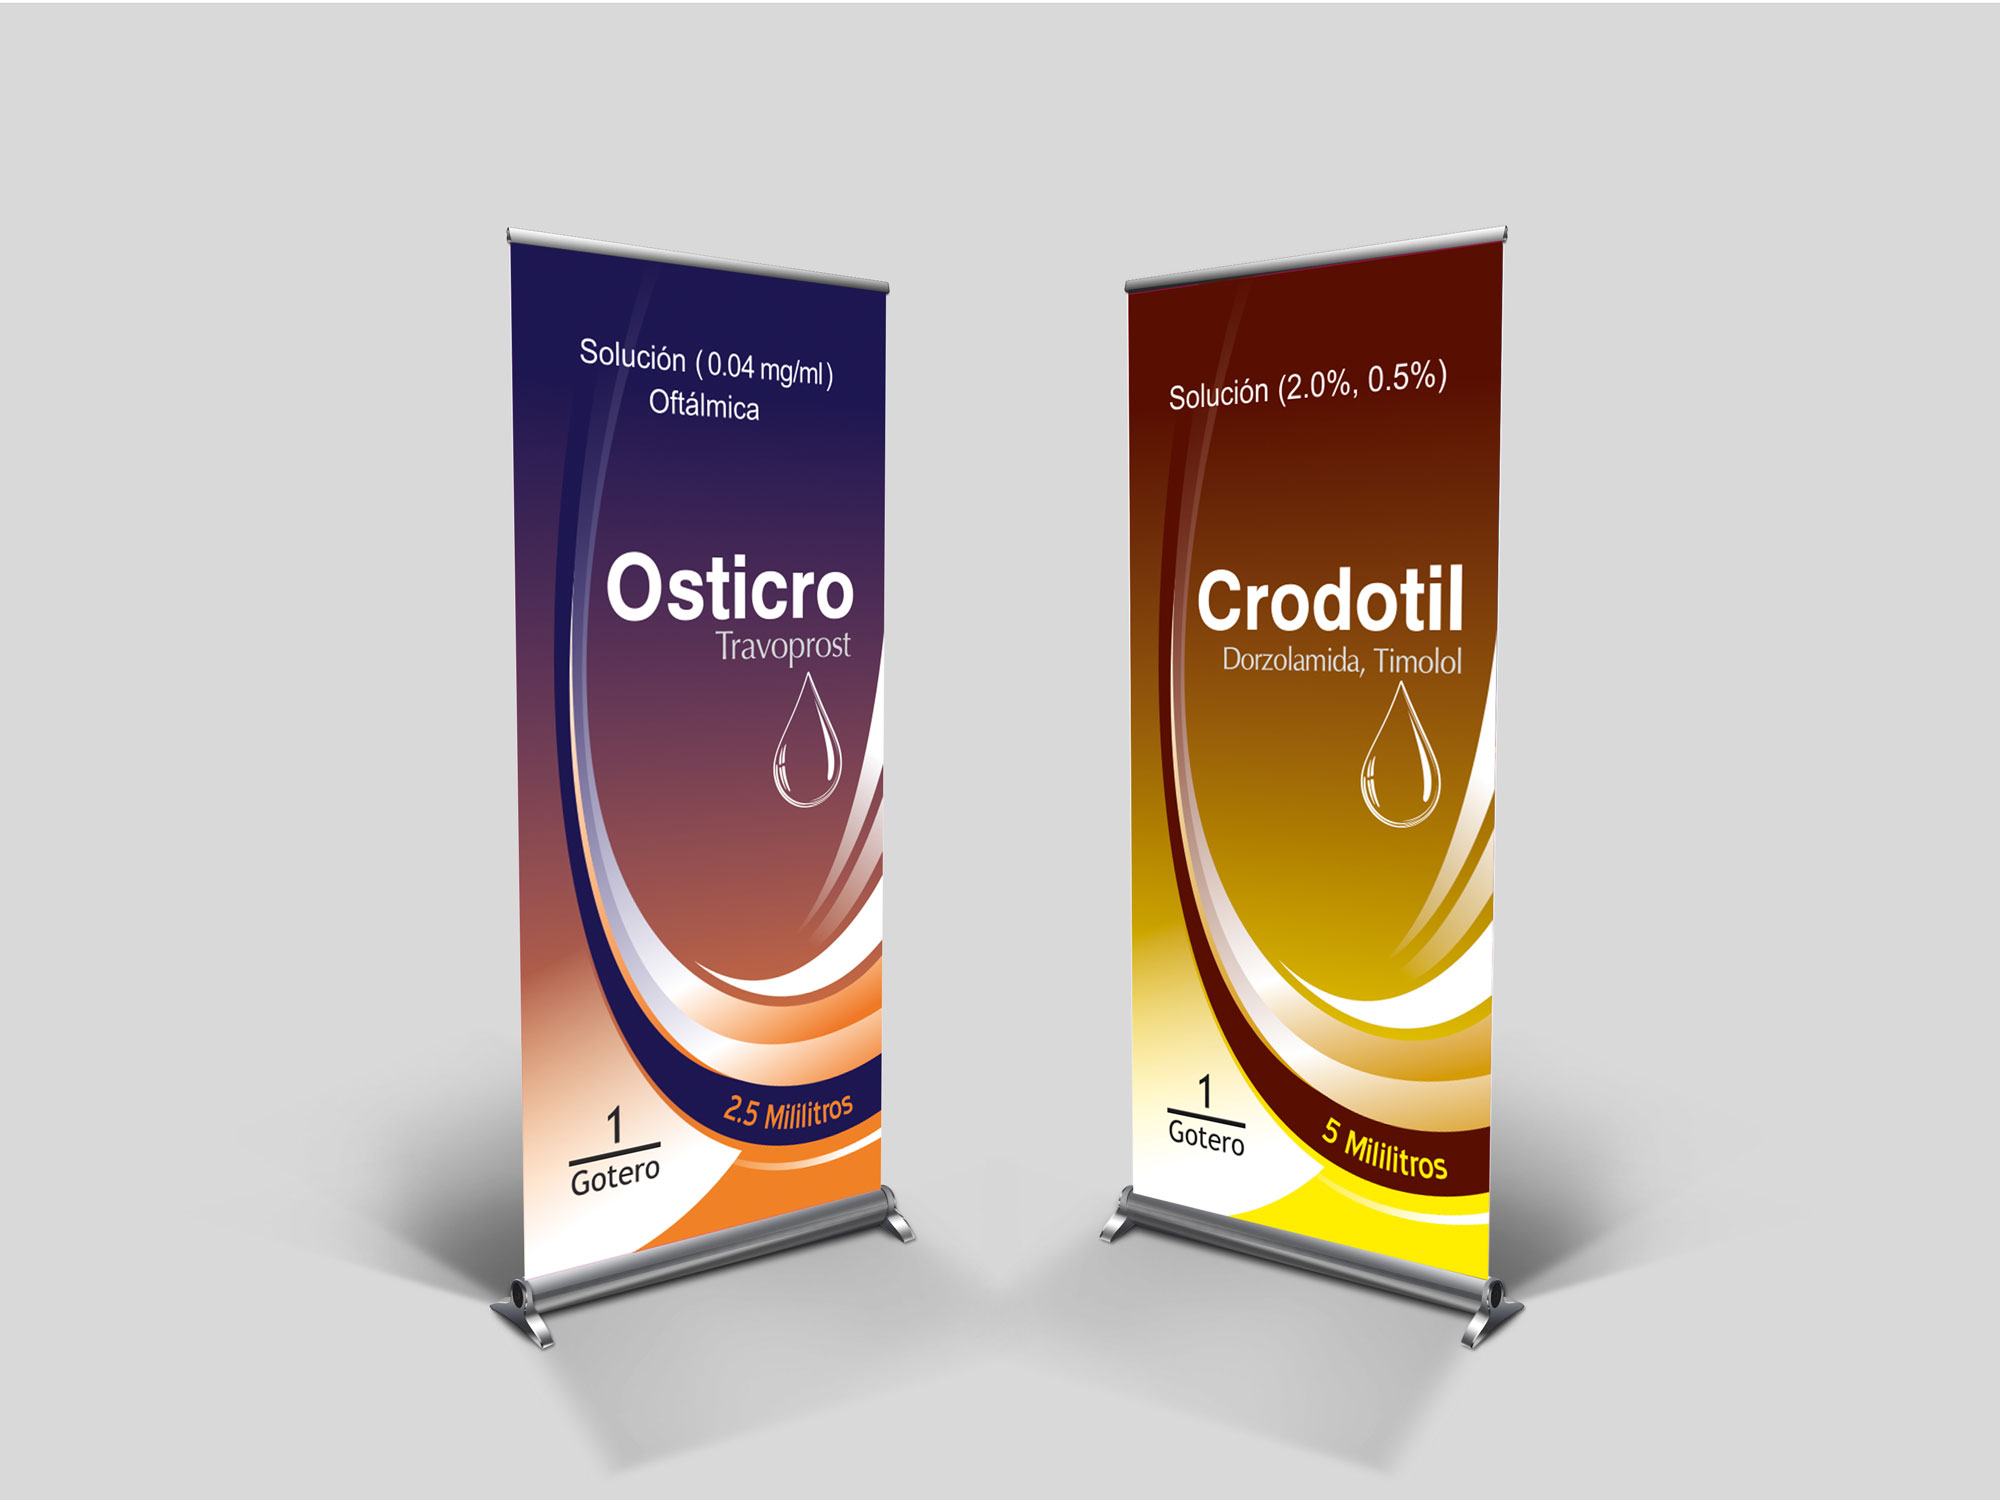 Solución (0.04 mg/ml)
Oftálmica
Osticro
Travoprost
2.5 Mililitros
1
Gotero
Solución (2.0%, 0.5%)
Crodotil
Dorzolamida, Timolol
1
Gotero
5 Mililitros